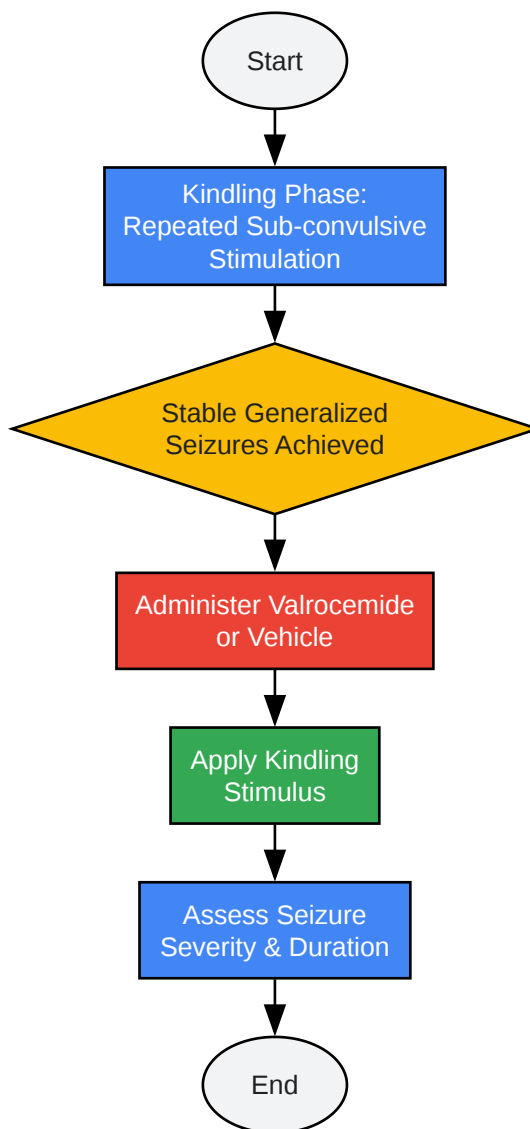 Start
Kindling Phase:
Repeated Sub-convulsive
Stimulation
Stable Generalized
Seizures Achieved
Administer Valrocemide
or Vehicle
Apply Kindling
Stimulus
Assess Seizure
Severity & Duration
End